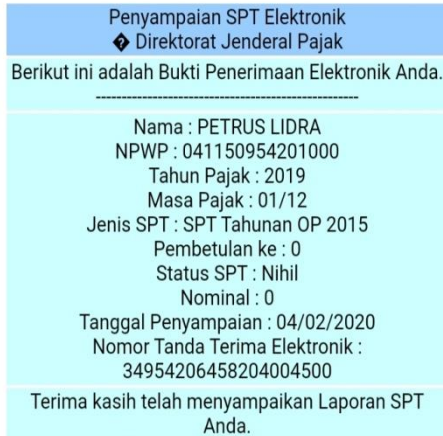 Penyampaian SPT Elektronik
� Direktorat Jenderal Pajak
Berikut ini adalah Bukti Penerimaan Elektronik Anda.
--------------------------------------------------
Nama : PETRUS LIDRA
NPWP : 041150954201000
Tahun Pajak : 2019
Masa Pajak : 01/12
Jenis SPT : SPT Tahunan OP 2015
Pembetulan ke : 0
Status SPT : Nihil
Nominal : 0
Tanggal Penyampaian : 04/02/2020
Nomor Tanda Terima Elektronik :
34954206458204004500
Terima kasih telah menyampaikan Laporan SPT
Anda.